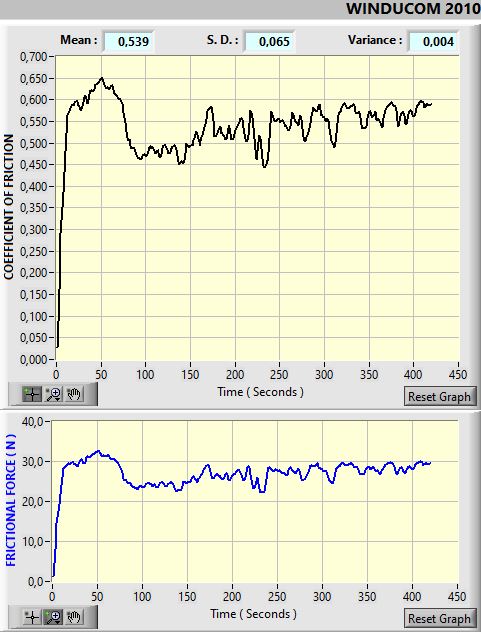 WINDUCOM 2010
Mean : 0,539 S. D. : 0,065 Variance : 0,004
COEFFICIENT OF FRICTION
0,700
0,650
0,600
0,550
0,500
0,450
0,400
0,350
0,300
0,250
0,200
0,150
0,100
0,050
0,000
0 50 100 150 200 250 300 350 400 450
Time ( Seconds )
Reset Graph
FRICTIONAL FORCE ( N )
40,0
30,0
20,0
10,0
0,0
0 50 100 150 200 250 300 350 400 450
Time ( Seconds )
Reset Graph